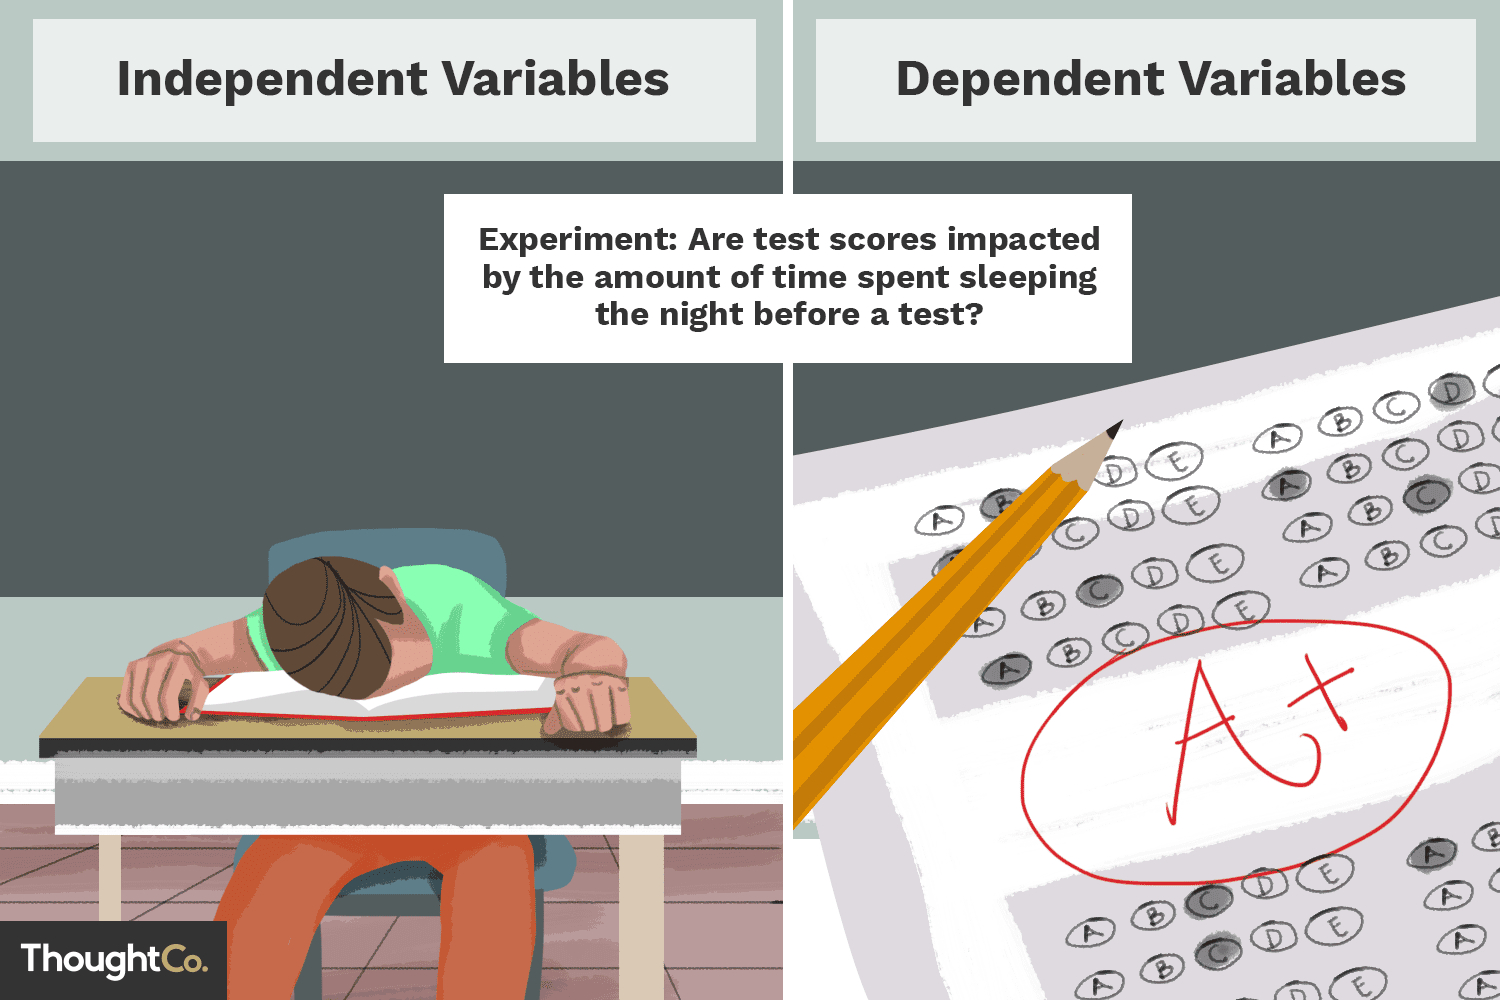 Independent Variables
Dependent Variables
Experiment: Are test scores impacted
by the amount of time spent sleeping
the night before a test?
A B D E A B C D
C D E A B C D
A B C D E A B C D
A B C D E A B C D
A+
A B C D E A B
A B C D E A
A B D E A
ThoughtCo.